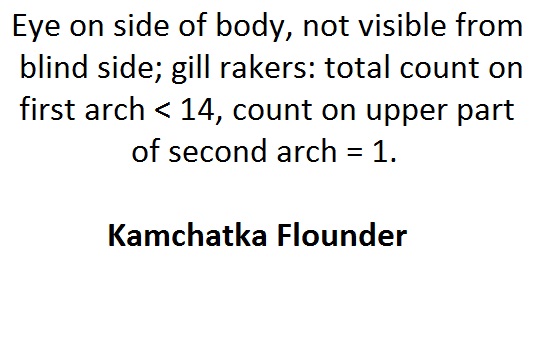 Eye on side of body, not visible from
blind side; gill rakers: total count on
first arch < 14, count on upper part
of second arch = 1.
Kamchatka Flounder